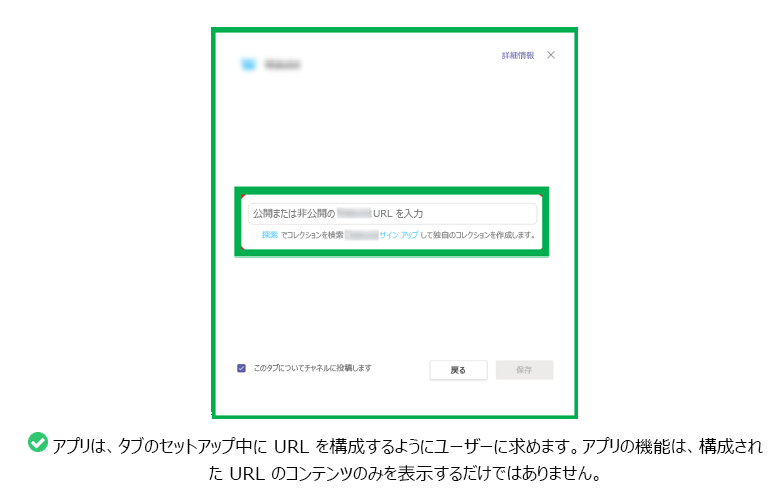 詳細情報
公開または非公開の URL を入力
探索 でコレクションを検索 サイン アップ して独自のコレクションを作成します。
このタブについてチャネルに投稿します
戻る
保存
アプリは、タブのセットアップ中に URL を構成するようにユーザーに求めます。アプリの機能は、構成され
た URL のコンテンツのみを表示するだけではありません。